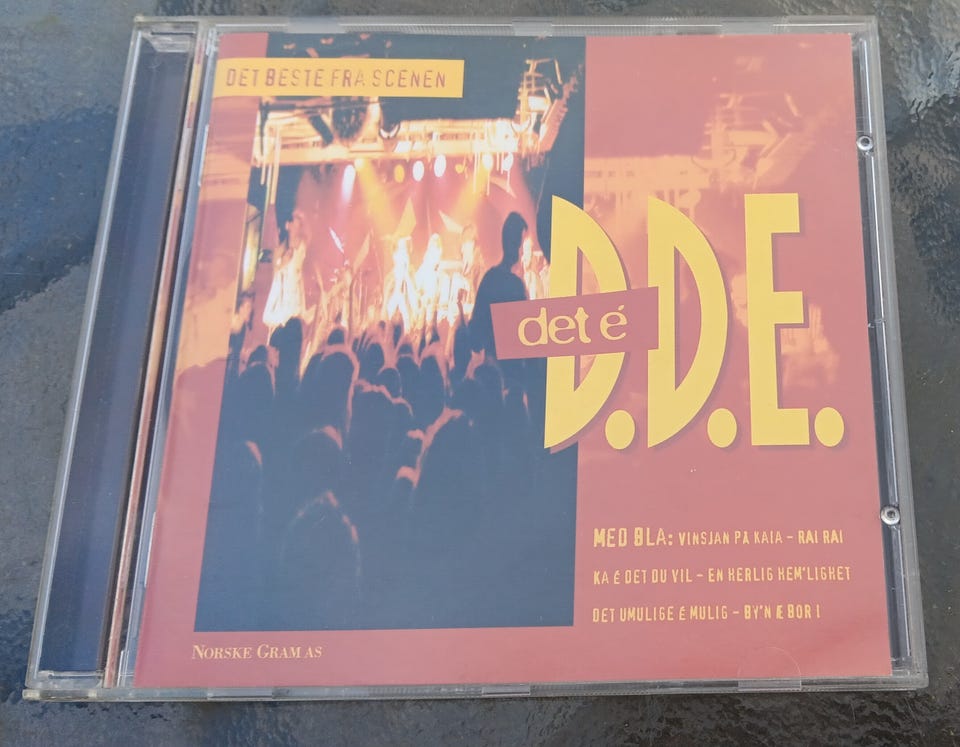 DET BESTE FRA SCENEN
det é
D.D.E.
MED BLA: VINSJAN PÅ KAIA - RAI RAI
KA É DET DU VIL - EN HERLIG HEM'LIGHET
DET UMULIGE É MULIG - BY'N Æ BOR I
NORSKE GRAM AS